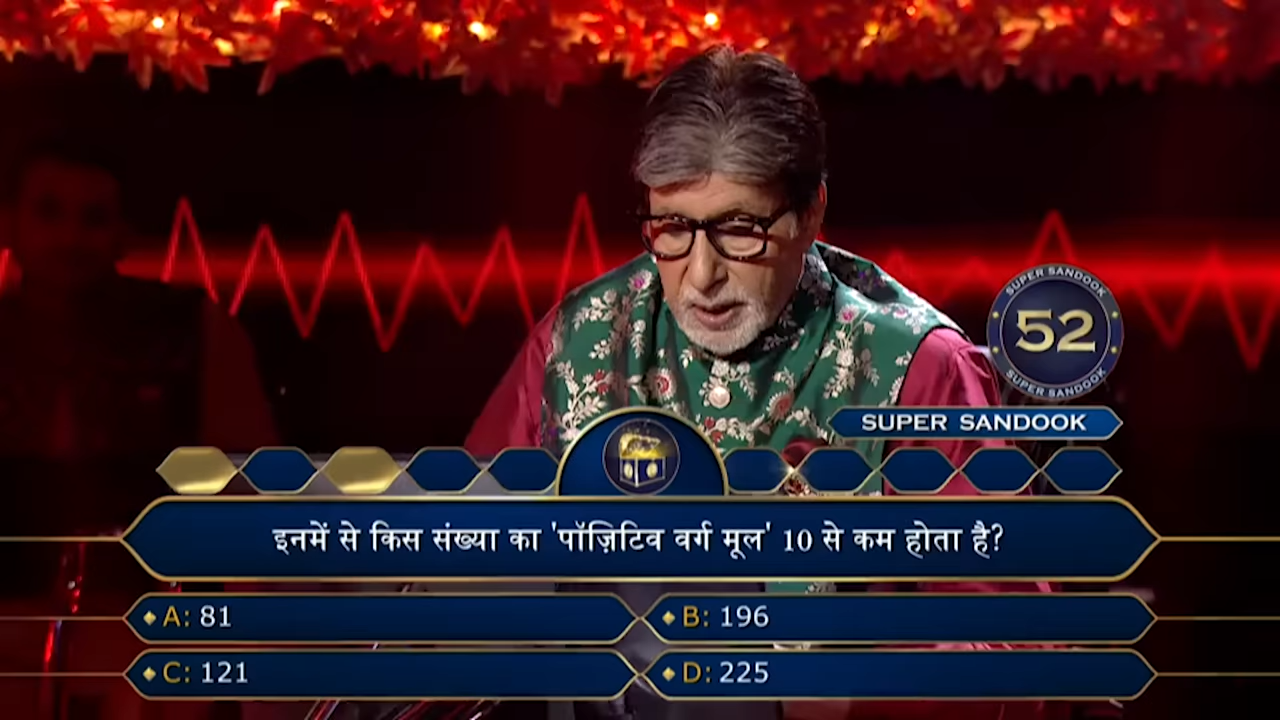 SUPER SANDOOK
52
SUPER SANDOOK
SUPER SANDOOK
इनमें से किस संख्या का 'पॉज़िटिव वर्ग मूल' 10 से कम होता है?
A: 81
B: 196
C: 121
D: 225